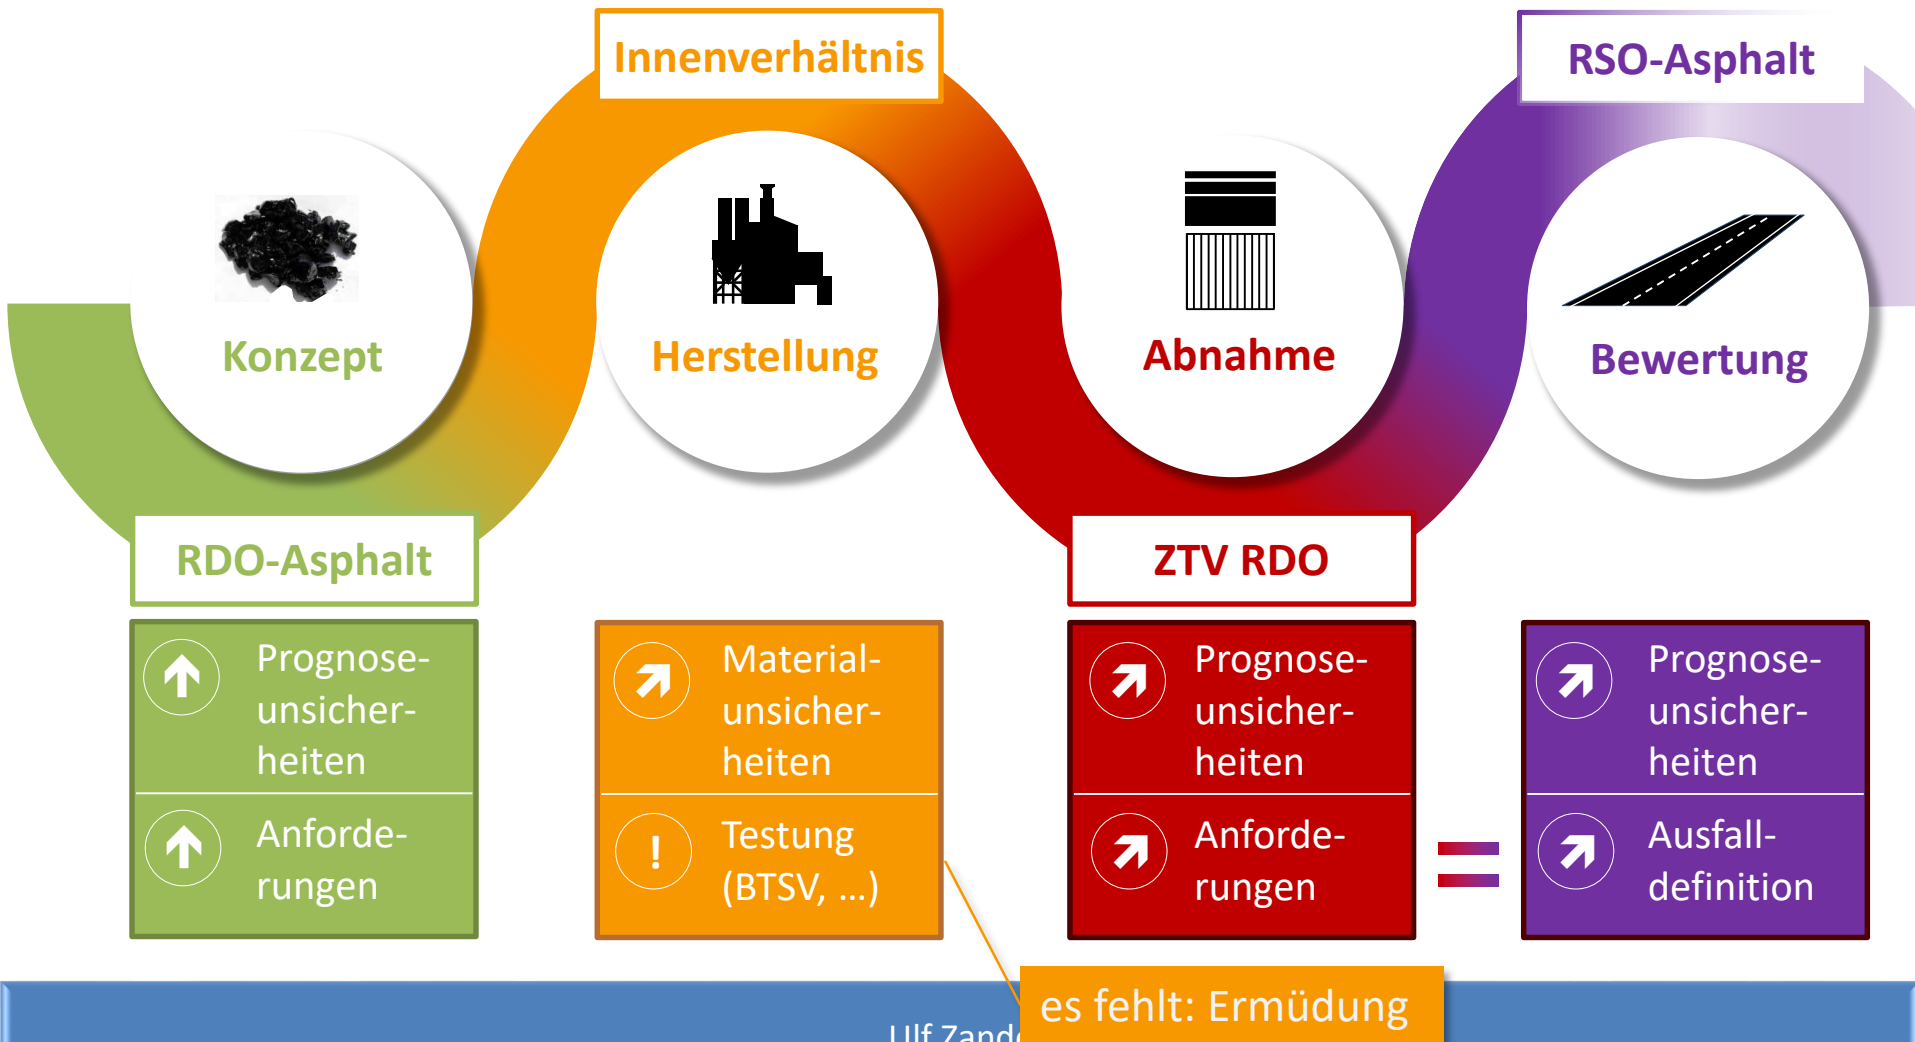 Innenverhältnis
RSO-Asphalt
Konzept
Herstellung
Abnahme
Bewertung
RDO-Asphalt
ZTV RDO
Prognose-
unsicher-
heiten
Anforde-
rungen
Material-
unsicher-
heiten
!
Testung
(BTSV, ...)
Prognose-
unsicher-
heiten
Anforde-
rungen
=
Prognose-
unsicher-
heiten
Ausfall-
definition
es fehlt: Ermüdung
Ulf